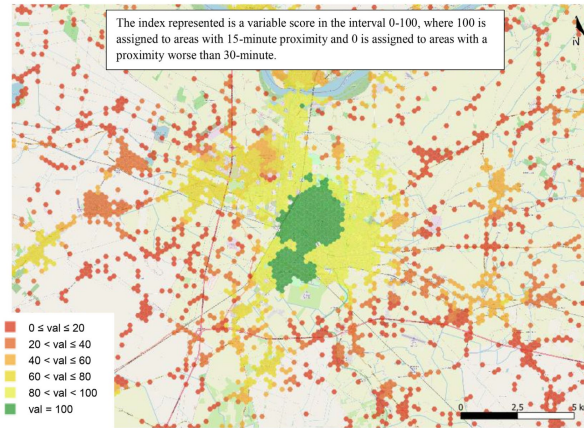 The index represented is a variable score in the interval 0-100, where 100 is
assigned to areas with 15-minute proximity and 0 is assigned to areas with a
proximity worse than 30-minute.
N
0 ≤ val ≤ 20
20 < val ≤ 40
40 < val ≤ 60
60 < val ≤ 80
80 < val < 100
val = 100
0 2,5 5 k